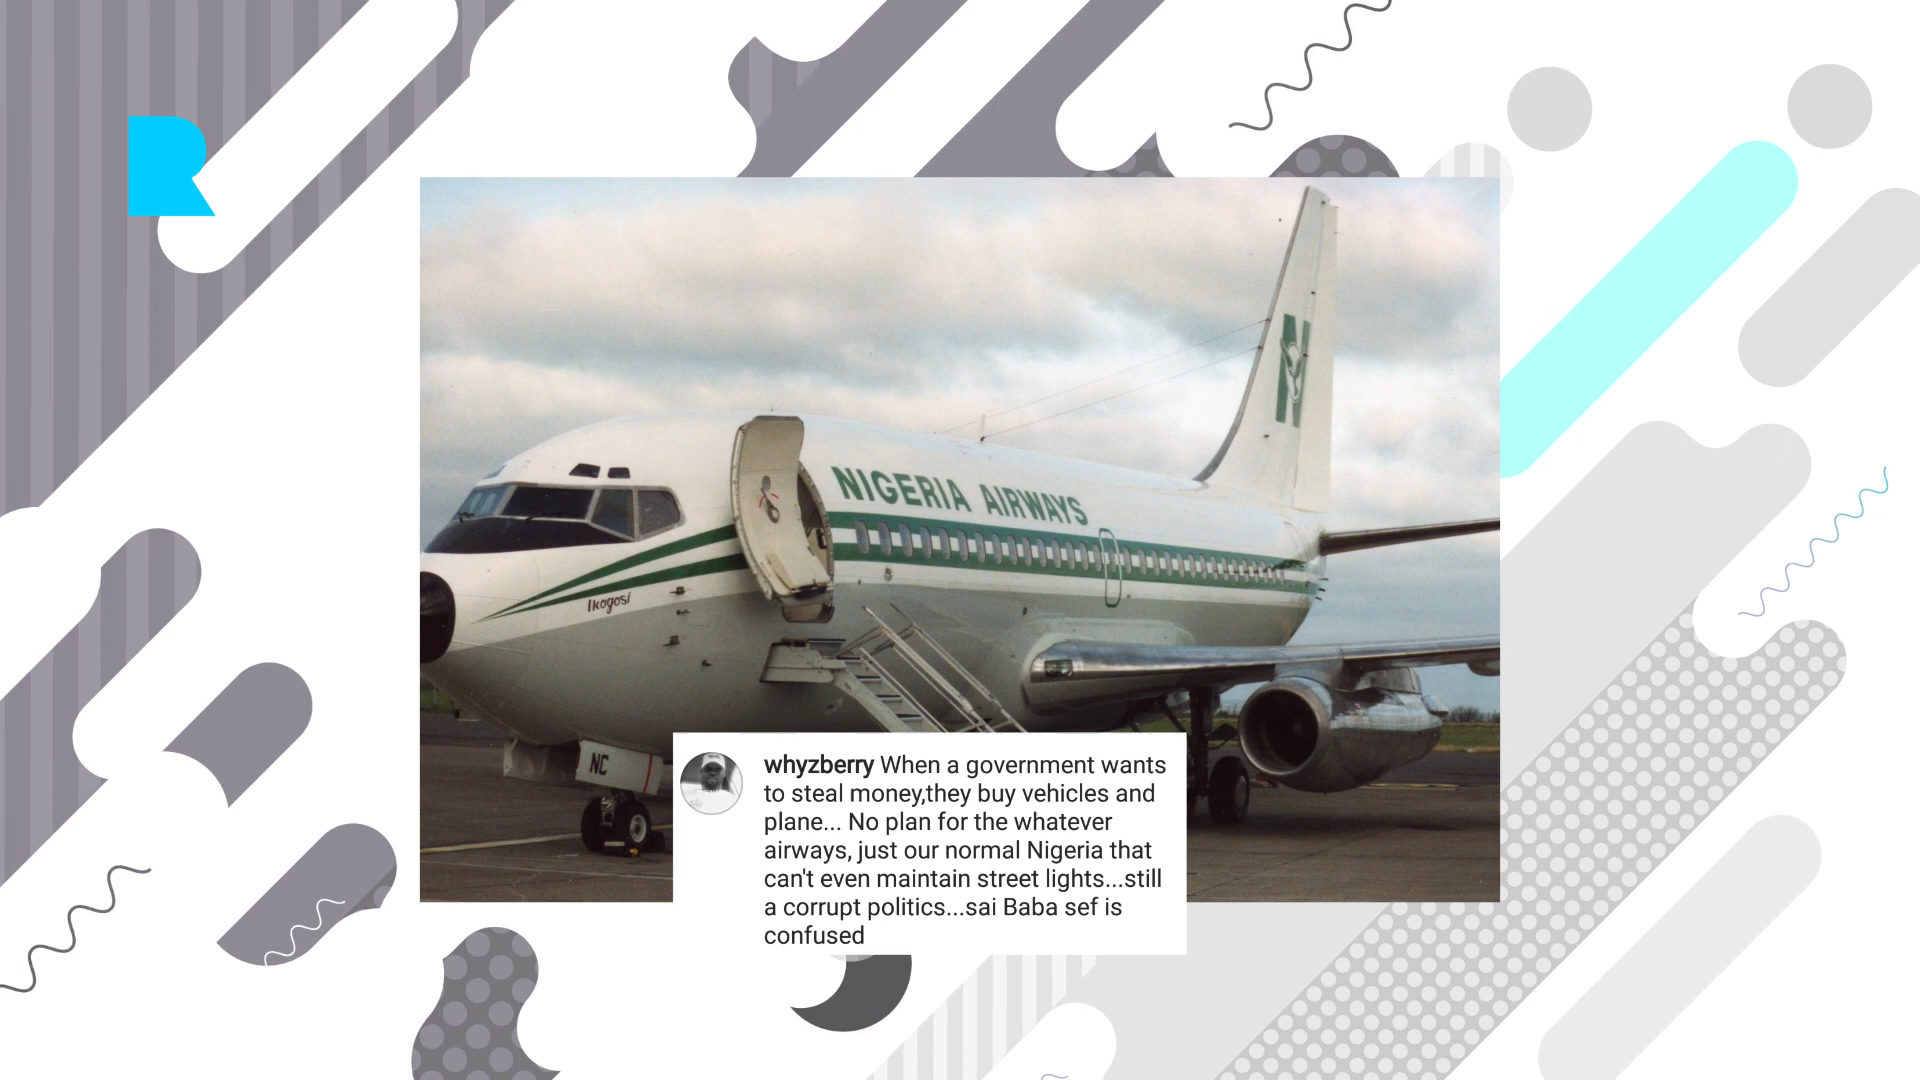 R
N
NIGERIA AIRWAYS
Ikogosi
NC
whyzberry When a government wants
to steal money,they buy vehicles and
plane... No plan for the whatever
airways, just our normal Nigeria that
can't even maintain street lights...still
a corrupt politics...sai Baba sef is
confused